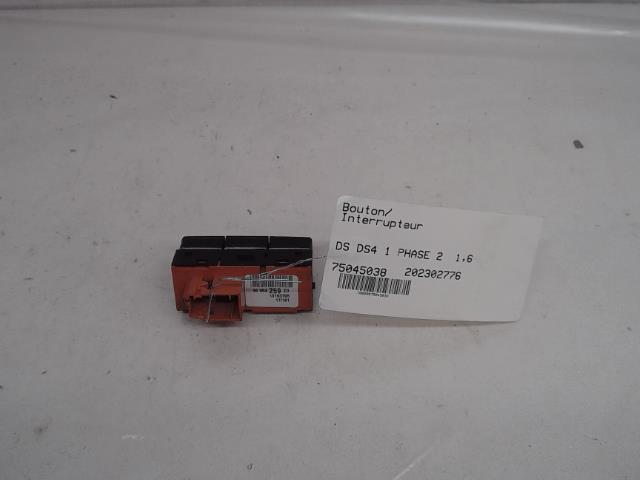 Bouton/
Interrupteur
DS DS4 1 PHASE 2 1,6
75045038 202302776